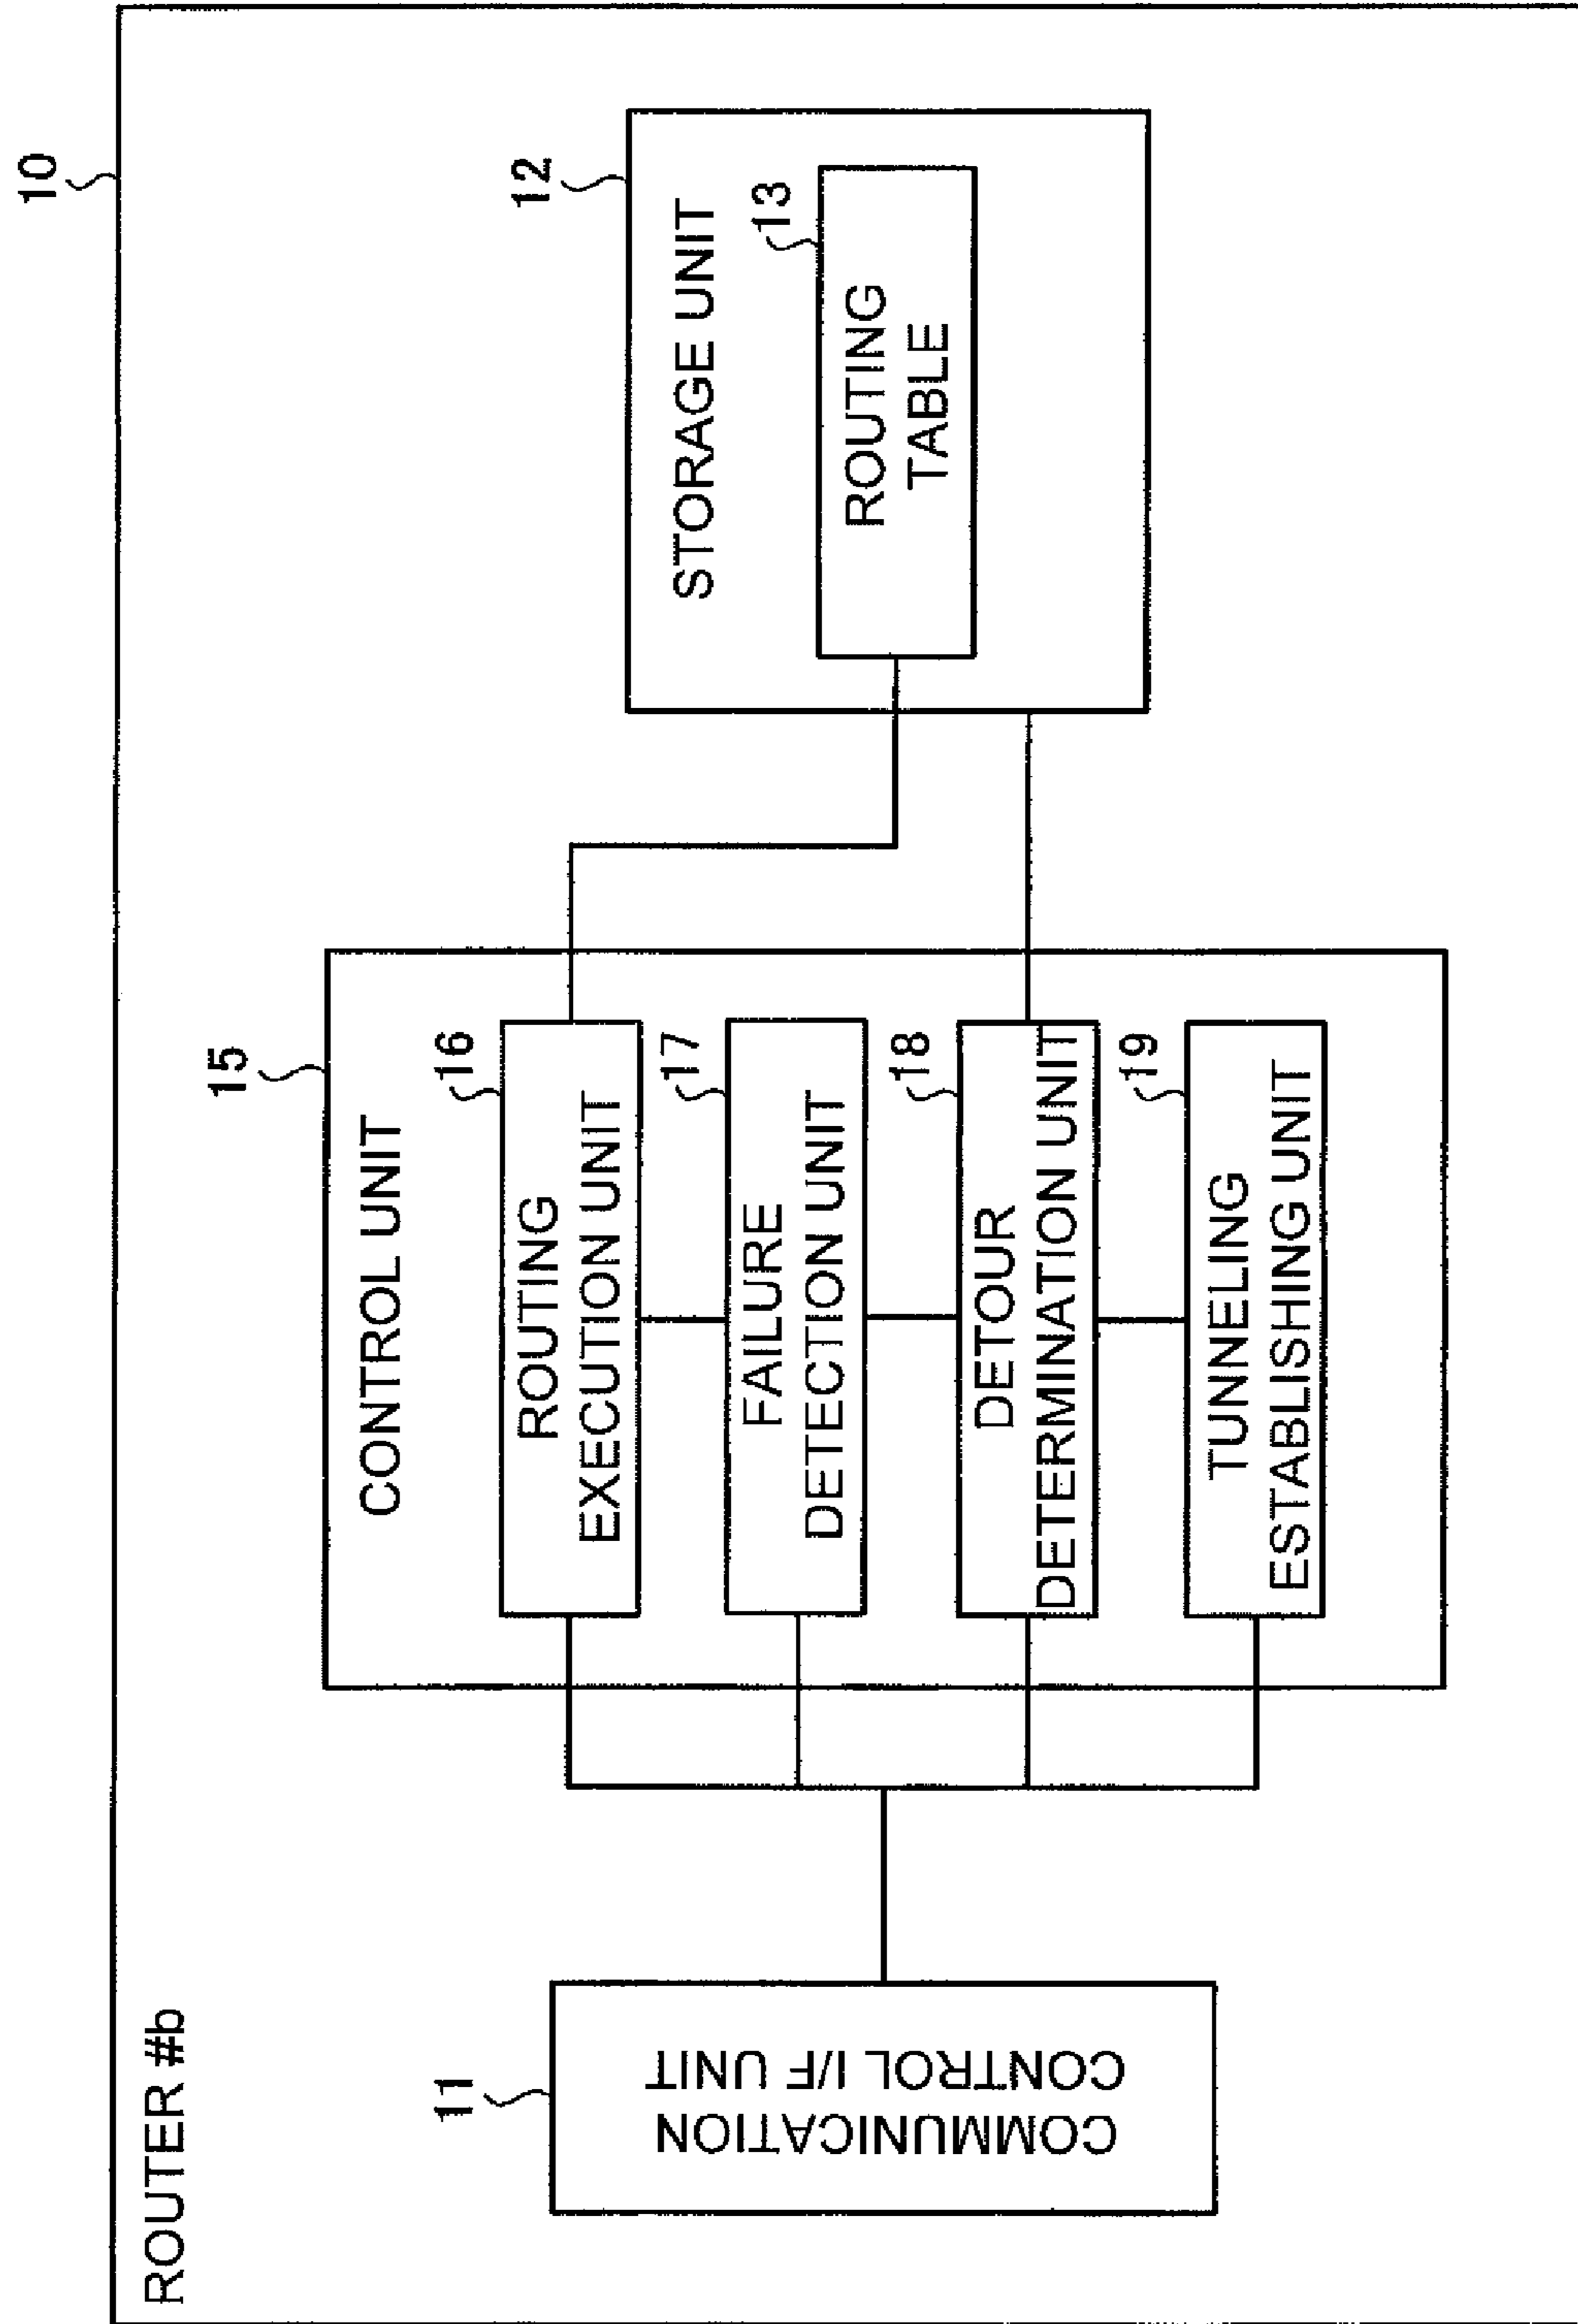 ROUTER #b
10
11
COMMUNICATION
CONTROL I/F UNIT
15
CONTROL UNIT
16
ROUTING
EXECUTION UNIT
17
FAILURE
DETECTION UNIT
18
DETOUR
DETERMINATION UNIT
19
TUNNELING
ESTABLISHING UNIT
12
STORAGE UNIT
13
ROUTING
TABLE